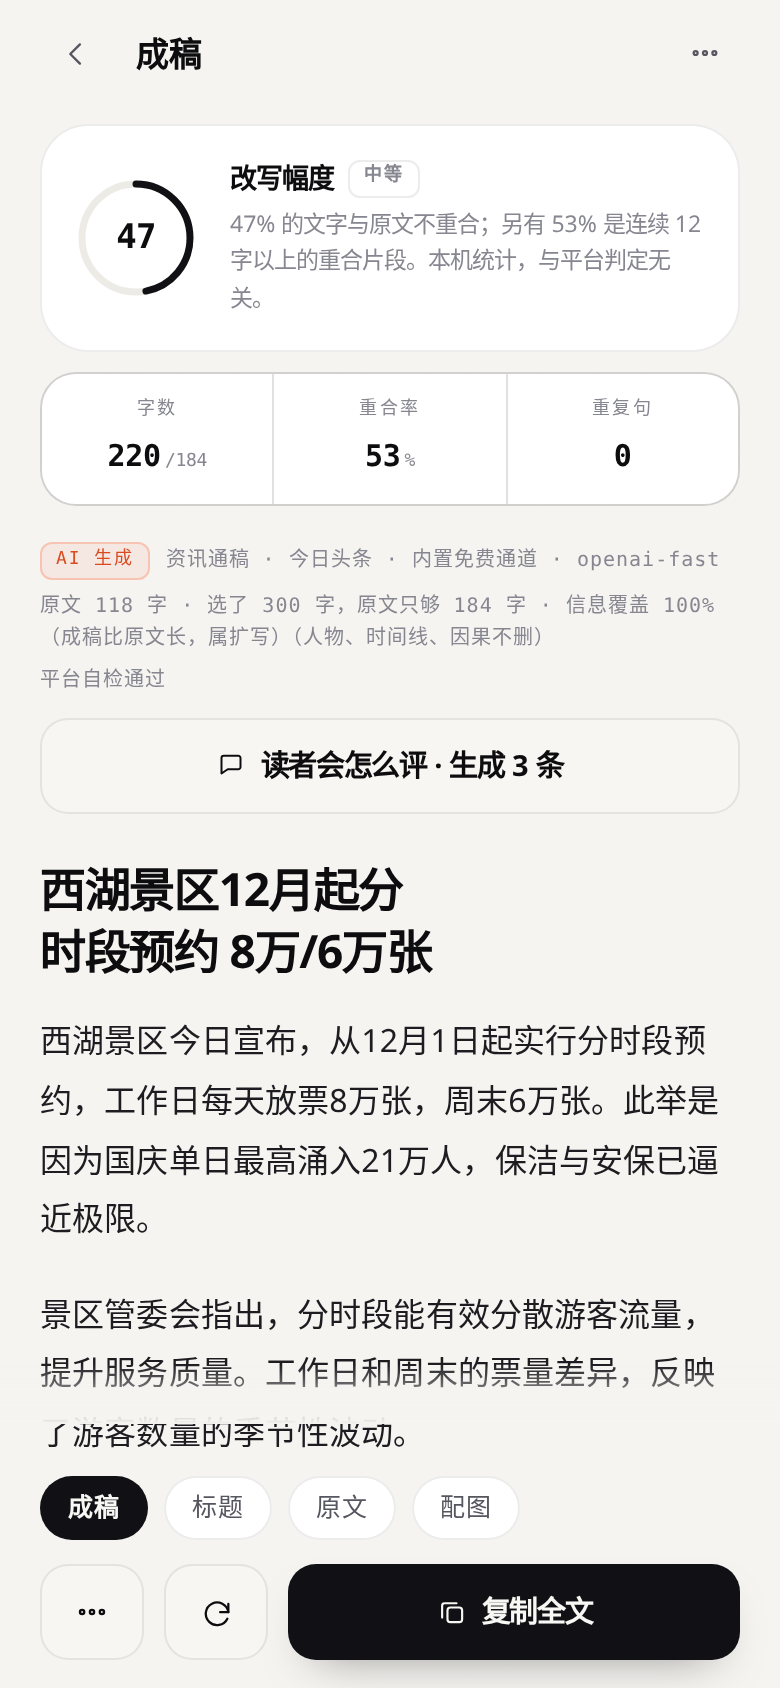 成稿
改写幅度 中等
47
47% 的文字与原文不重合；另有 53% 是连续 12
字以上的重合片段。本机统计，与平台判定无
关。
字数 重合率 重复句
220/184 53% 0
AI 生成 资讯通稿 · 今日头条 · 内置免费通道 · openai-fast
原文 118 字 · 选了 300 字，原文只够 184 字 · 信息覆盖 100%
（成稿比原文长，属扩写）（人物、时间线、因果不删）
平台自检通过
读者会怎么评 · 生成 3 条
西湖景区12月起分
时段预约 8万/6万张
西湖景区今日宣布，从12月1日起实行分时段预
约，工作日每天放票8万张，周末6万张。此举是
因为国庆单日最高涌入21万人，保洁与安保已逼
近极限。
景区管委会指出，分时段能有效分散游客流量，
提升服务质量。工作日和周末的票量差异，反映
了游客数量的季节性波动。
成稿 标题 原文 配图
复制全文